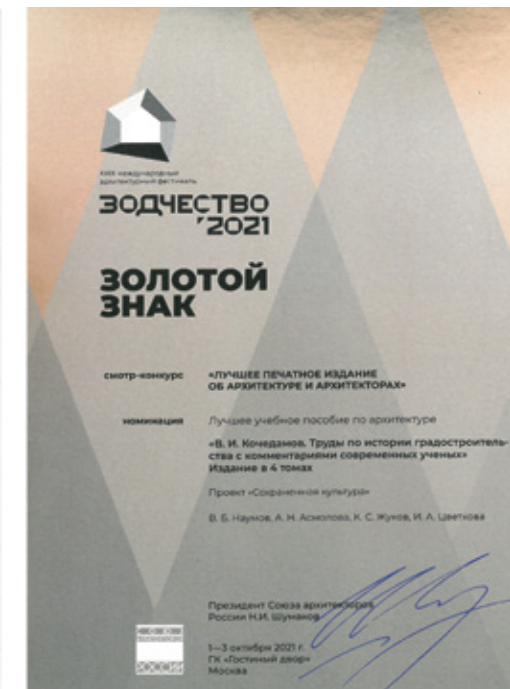 XXIX международный
архитектурный фестиваль
ЗОДЧЕСТВО
'2021
ЗОЛОТОЙ
ЗНАК
смотр-конкурс
«ЛУЧШЕЕ ПЕЧАТНОЕ ИЗДАНИЕ
ОБ АРХИТЕКТУРЕ И АРХИТЕКТОРАХ»
номинация
Лучшее учебное пособие по архитектуре
«В. И. Кочедамов. Труды по истории градостроитель-
ства с комментариями современных ученых»
Издание в 4 томах
Проект «Сохраненная культура»
В. Б. Наумов, А. Н. Асмолова, К. С. Жуков, И. А. Цветкова
Президент Союза архитекторов
России Н.И. Шумаков
1—3 октября 2021 г.
ГК «Гостиный двор»
Москва
РОССИИ